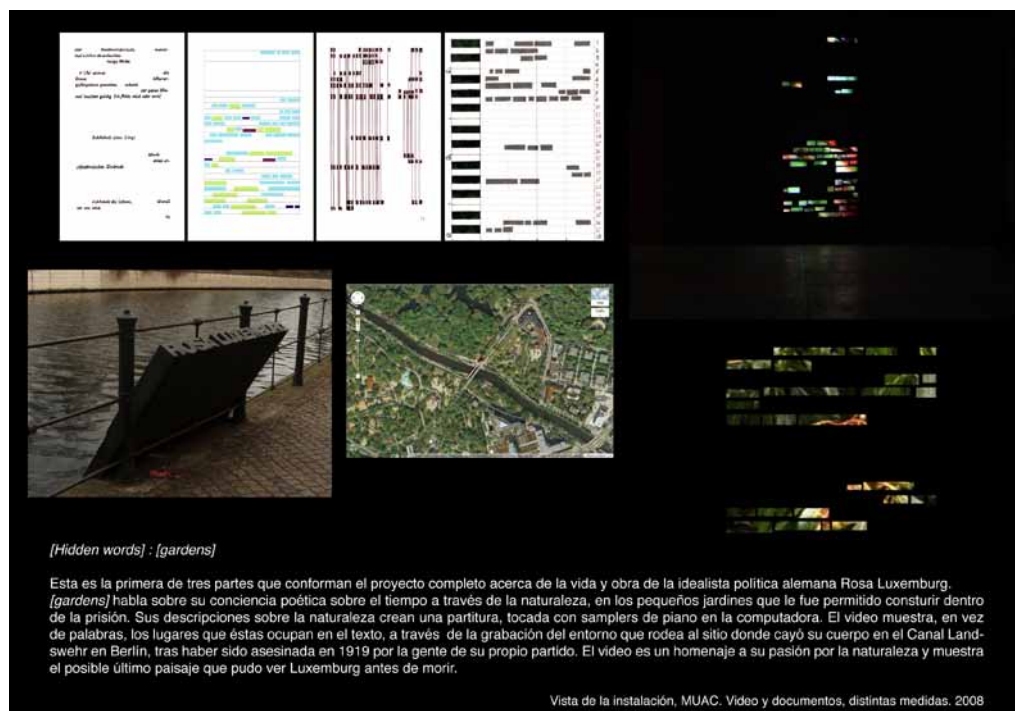 ROSA LUXEMBURG
[Hidden words] : [gardens]
Esta es la primera de tres partes que conforman el proyecto completo acerca de la vida y obra de la idealista política alemana Rosa Luxemburg.
[gardens] habla sobre su conciencia poética sobre el tiempo a través de la naturaleza, en los pequeños jardines que le fue permitido consturir dentro
de la prisión. Sus descripciones sobre la naturaleza crean una partitura, tocada con samplers de piano en la computadora. El video muestra, en vez
de palabras, los lugares que éstas ocupan en el texto, a través  de la grabación del entorno que rodea al sitio donde cayó su cuerpo en el Canal Land-
swehr en Berlín, tras haber sido asesinada en 1919 por la gente de su propio partido. El video es un homenaje a su pasión por la naturaleza y muestra
el posible último paisaje que pudo ver Luxemburg antes de morir.
Vista de la instalación, MUAC. Video y documentos, distintas medidas. 2008